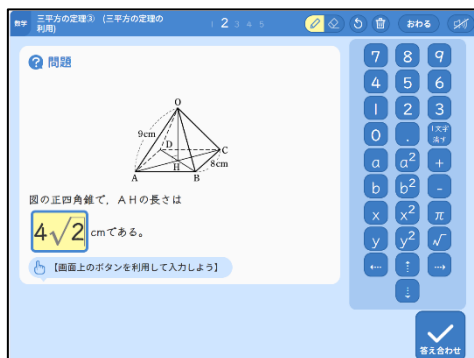 数学
三平方の定理③ (三平方の定理の
利用)
1 2 3 4 5
おわる
? 問題
O
9cm
D
C
H
8cm
A
B
図の正四角錐で，AHの長さは
4√2 cmである。
【画面上のボタンを利用して入力しよう】
7 8 9
4 5 6
1 2 3
0 . 1文字消す
a a² +
b b² -
x x² π
y y² √
← ↑ →
↓
答え合わせ